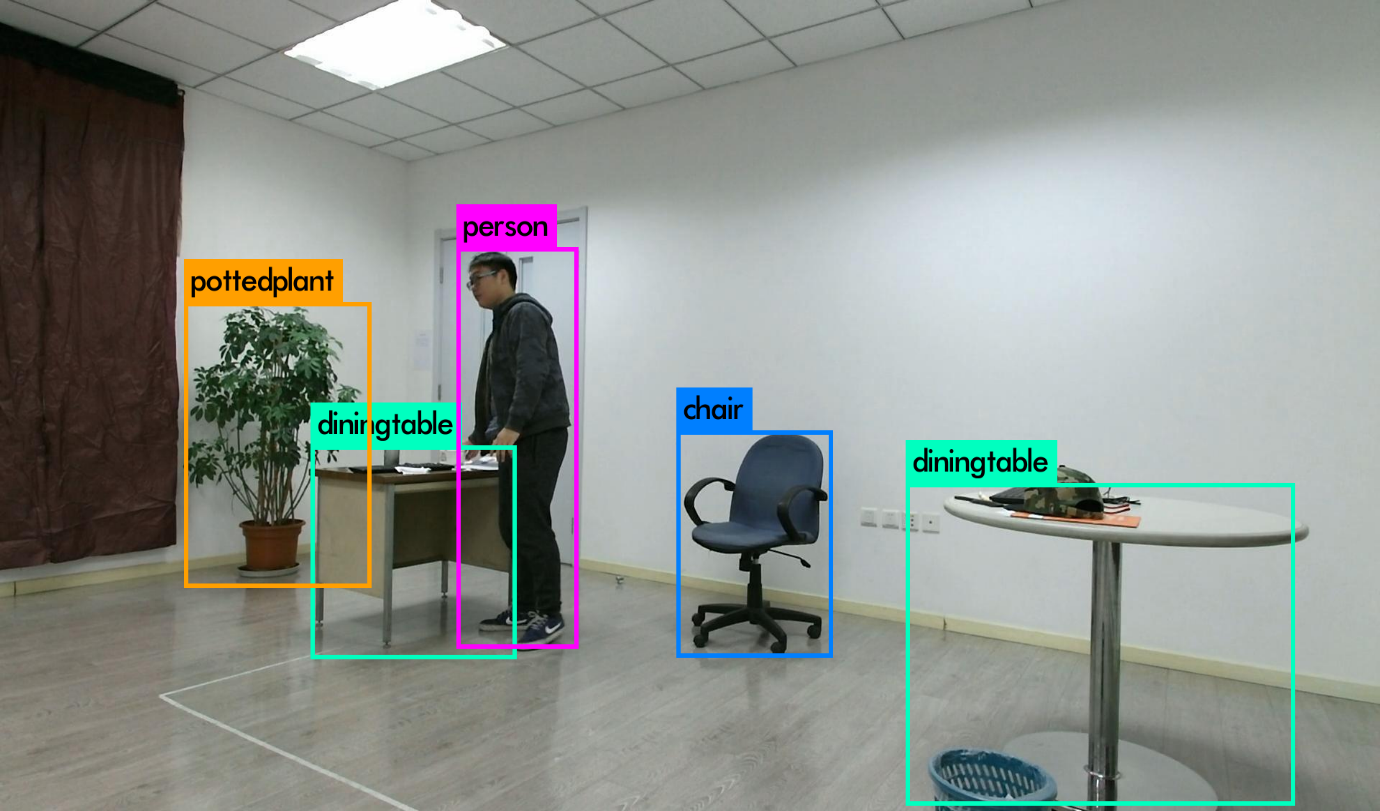 person
pottedplant
chair
diningtable
diningtable